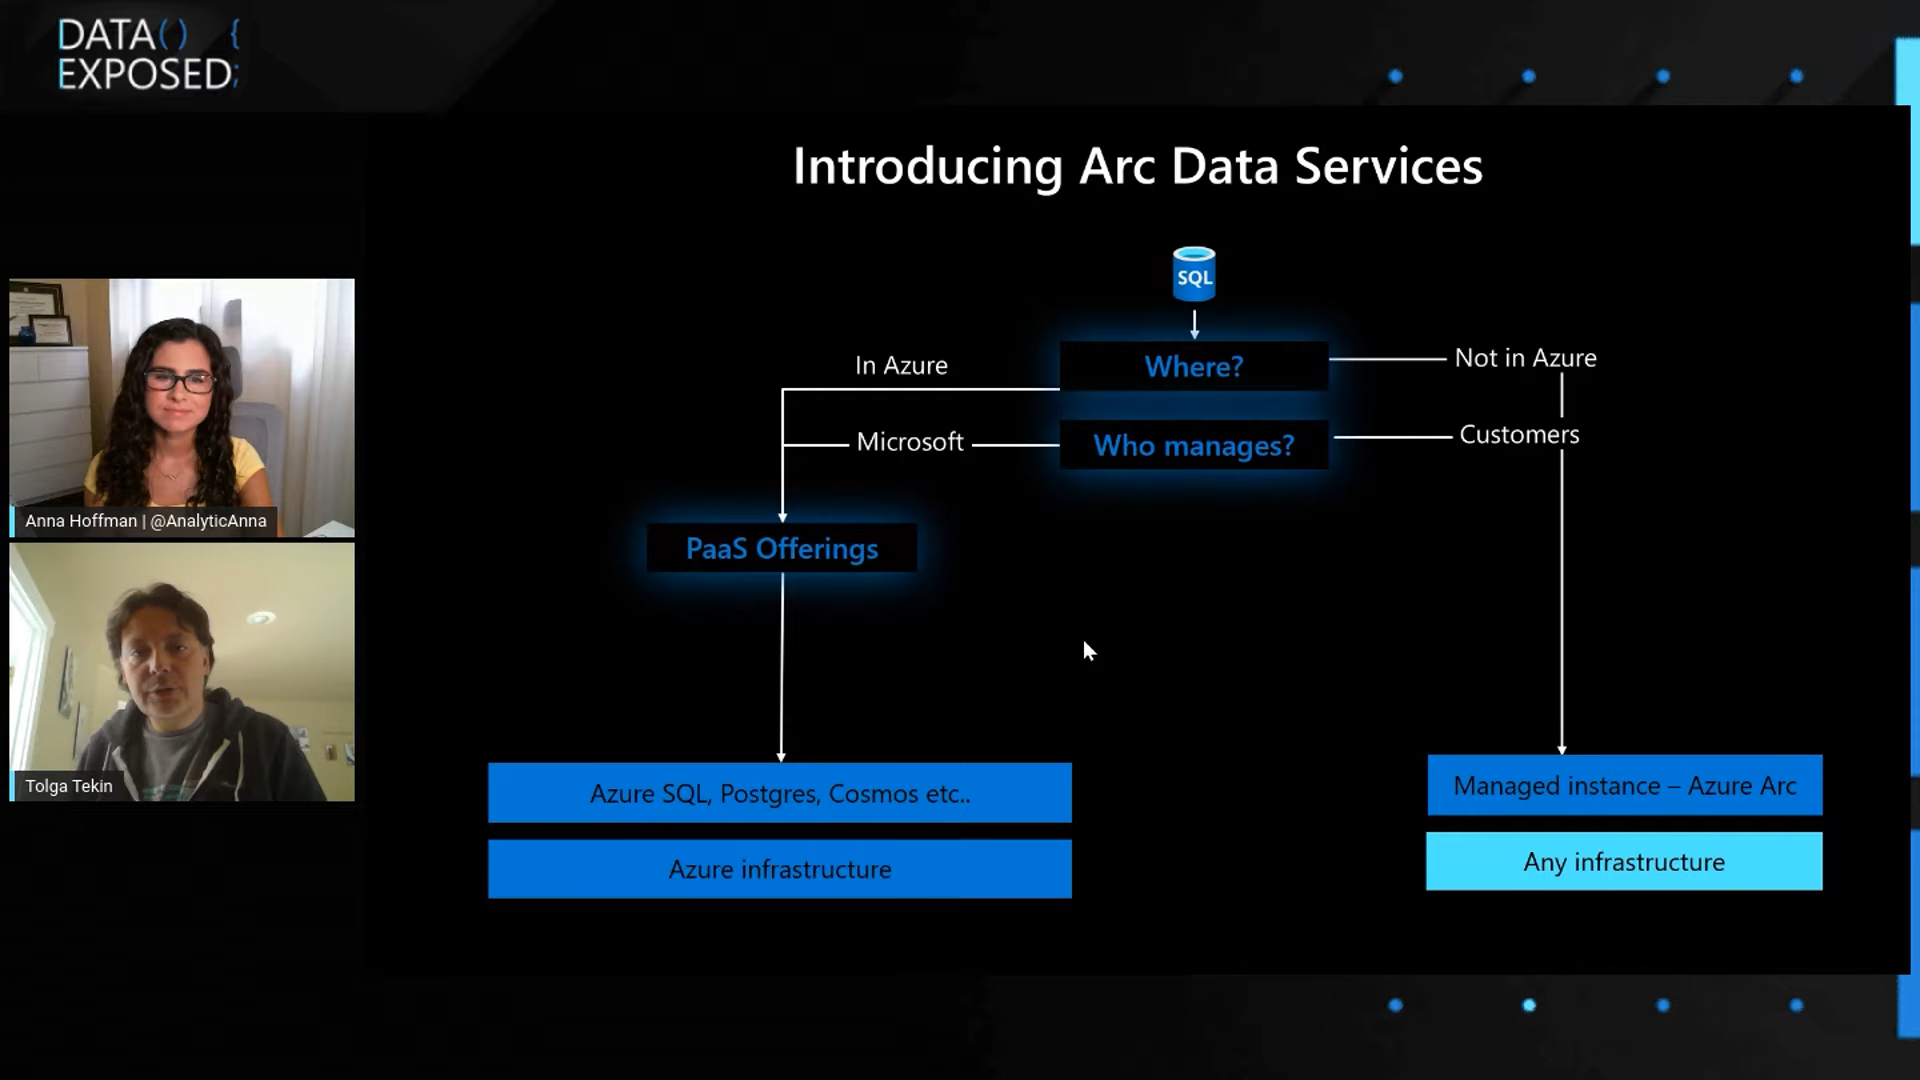 DATA() {
EXPOSED;
Introducing Arc Data Services
SQL
Where?
In Azure
Not in Azure
Who manages?
Microsoft
Customers
PaaS Offerings
Azure SQL, Postgres, Cosmos etc..
Azure infrastructure
Managed instance – Azure Arc
Any infrastructure
Anna Hoffman | @AnalyticAnna
Tolga Tekin